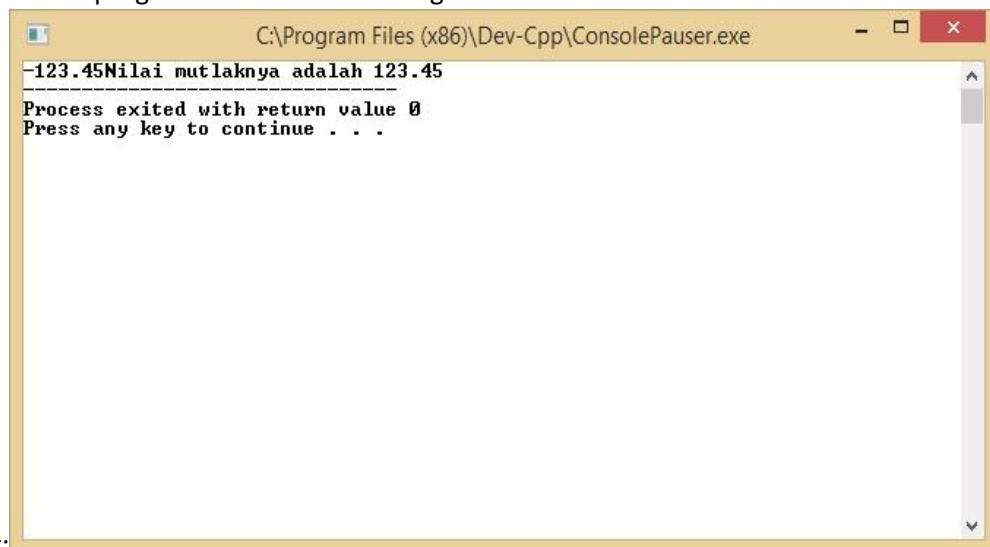 C:\Program Files (x86)\Dev-Cpp\ConsolePauser.exe
-123.45Nilai mutlaknya adalah 123.45
--------------------------------
Process exited with return value 0
Press any key to continue . . .